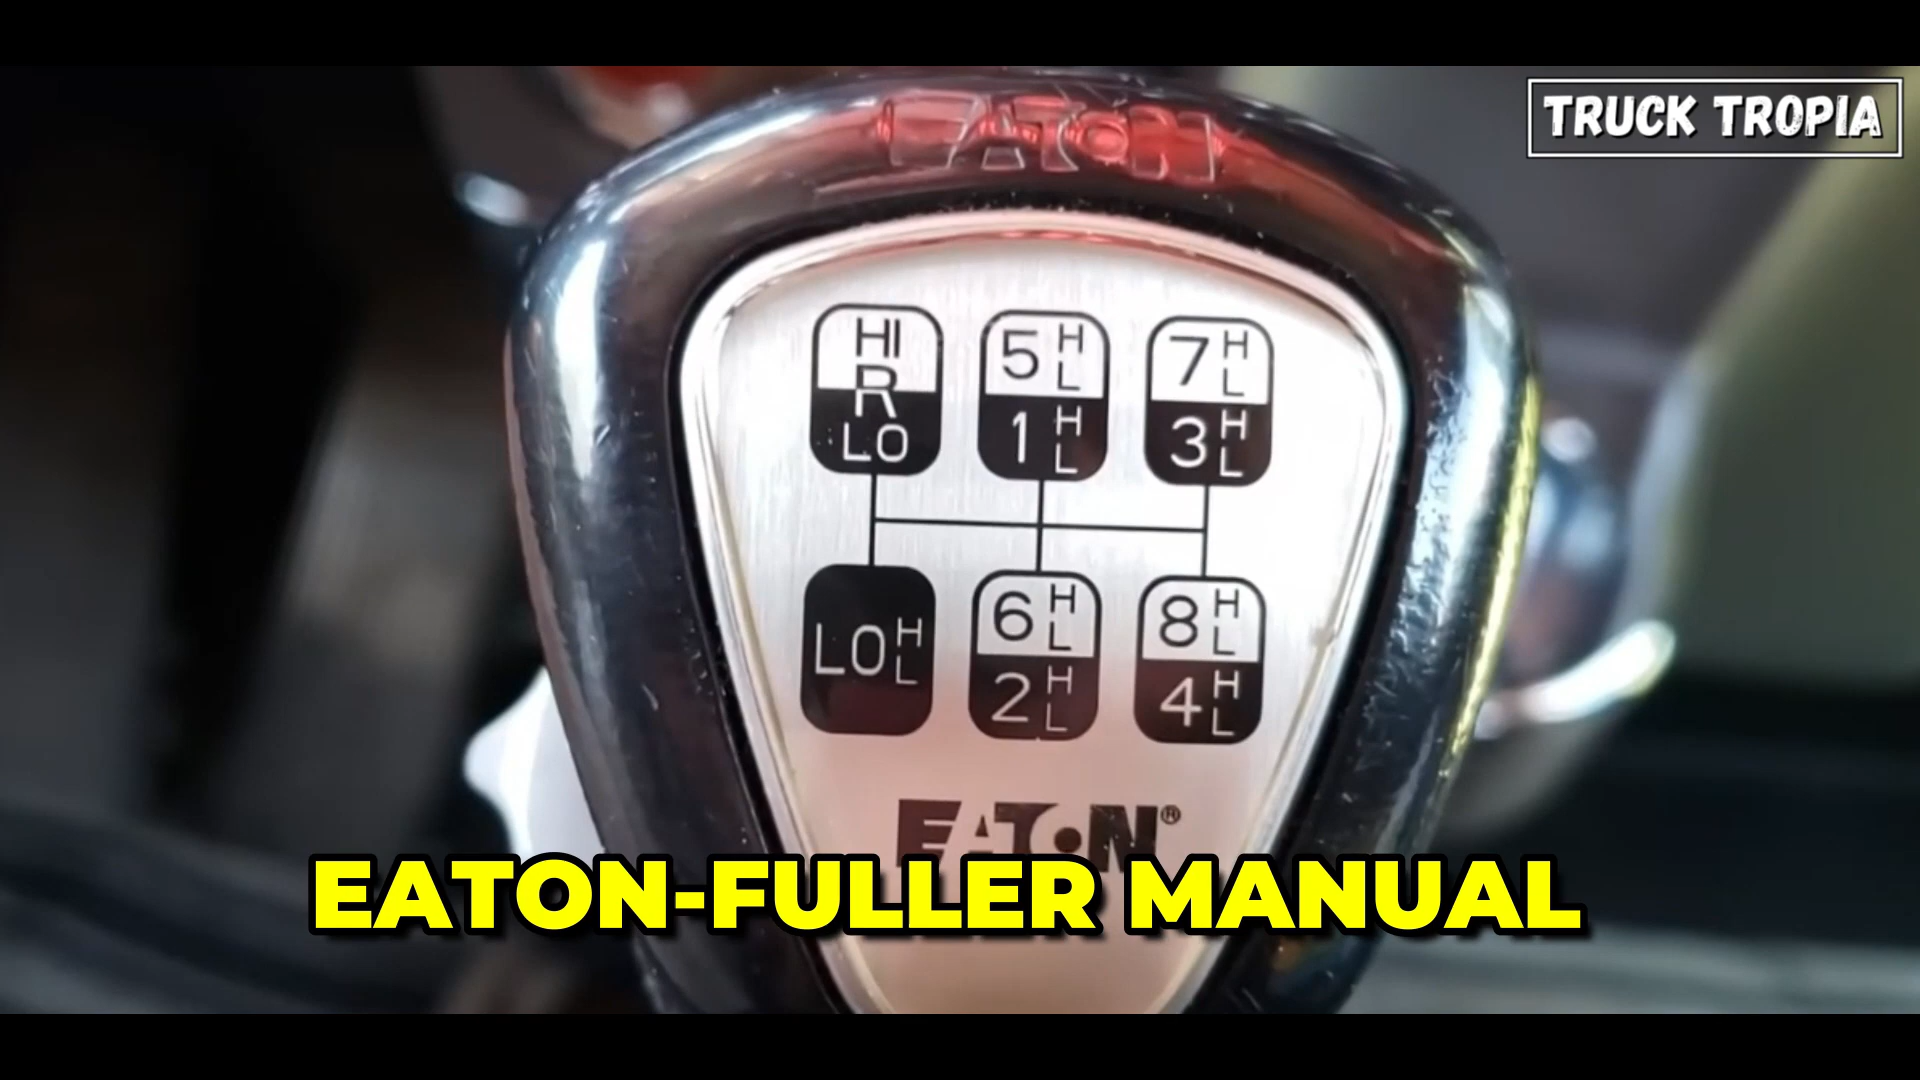 EATON
TRUCK TROPIA
HI
R
LO
5 H
L
1 H
L
7 H
L
3 H
L
LO H
L
6 H
L
2 H
L
8 H
L
4 H
L
EATON®
EATON-FULLER MANUAL